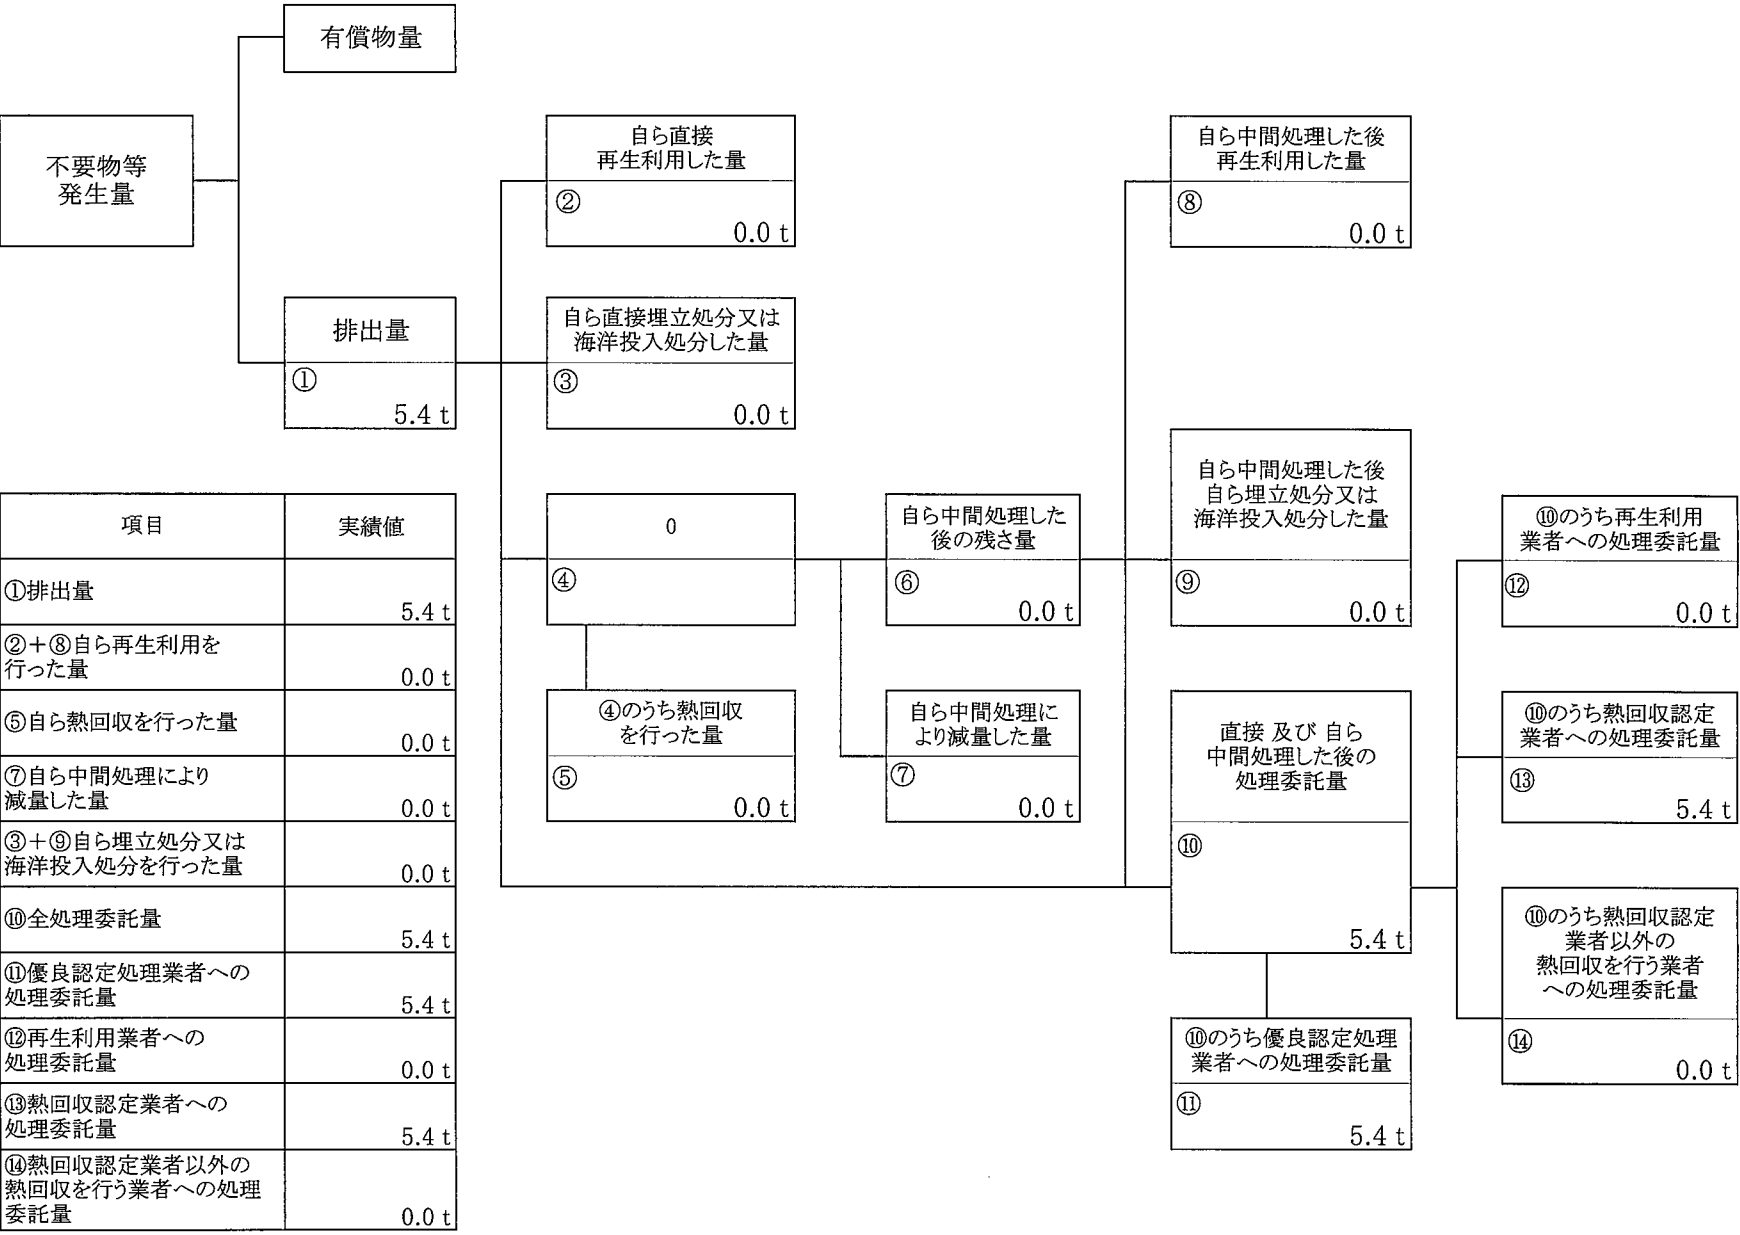 有償物量
不要物等
発生量
排出量
①
5.4 t
自ら直接
再生利用した量
②
0.0 t
自ら直接埋立処分又は
海洋投入処分した量
③
0.0 t
0
④
④のうち熱回収
を行った量
⑤
0.0 t
自ら中間処理した
後の残さ量
⑥
0.0 t
自ら中間処理に
より減量した量
⑦
0.0 t
自ら中間処理した後
再生利用した量
⑧
0.0 t
自ら中間処理した後
自ら埋立処分又は
海洋投入処分した量
⑨
0.0 t
直接 及び 自ら
中間処理した後の
処理委託量
⑩
5.4 t
⑩のうち優良認定処理
業者への処理委託量
⑪
5.4 t
⑩のうち再生利用
業者への処理委託量
⑫
0.0 t
⑩のうち熱回収認定
業者への処理委託量
⑬
5.4 t
⑩のうち熱回収認定
業者以外の
熱回収を行う業者
への処理委託量
⑭
0.0 t
項目 実績値
①排出量
5.4 t
②＋⑧自ら再生利用を
行った量
0.0 t
⑤自ら熱回収を行った量
0.0 t
⑦自ら中間処理により
減量した量
0.0 t
③＋⑨自ら埋立処分又は
海洋投入処分を行った量
0.0 t
⑩全処理委託量
5.4 t
⑪優良認定処理業者への
処理委託量
5.4 t
⑫再生利用業者への
処理委託量
0.0 t
⑬熱回収認定業者への
処理委託量
5.4 t
⑭熱回収認定業者以外の
熱回収を行う業者への処理
委託量
0.0 t